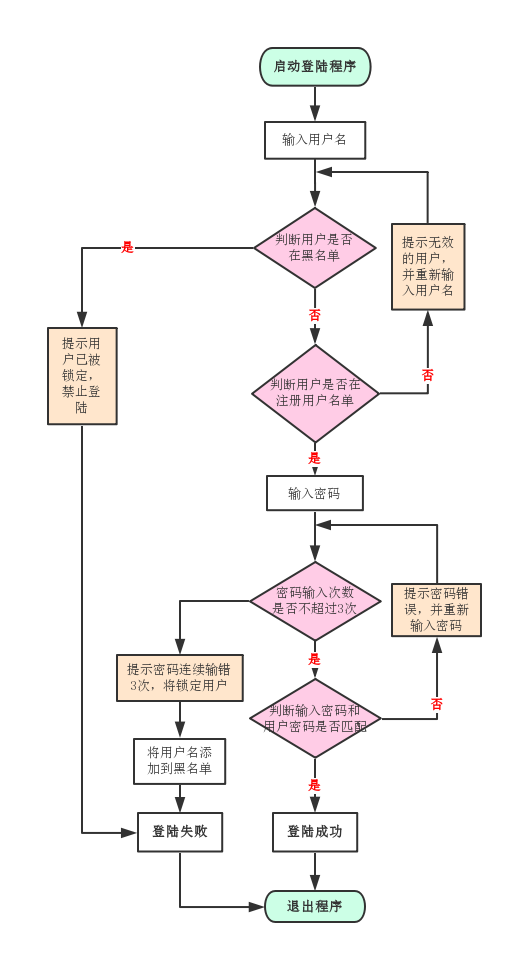 启动登陆程序
输入用户名
判断用户是否
在黑名单
是
提示无效
的用户，
并重新输
入用户名
否
提示用
户已被
锁定，
禁止登
陆
判断用户是否在
注册用户名单
否
是
输入密码
密码输入次数
是否不超过3次
提示密码错
误，并重新
输入密码
是
提示密码连续输错
3次，将锁定用户
判断输入密码和
用户密码是否匹配
否
将用户名添
加到黑名单
是
登陆失败
登陆成功
退出程序